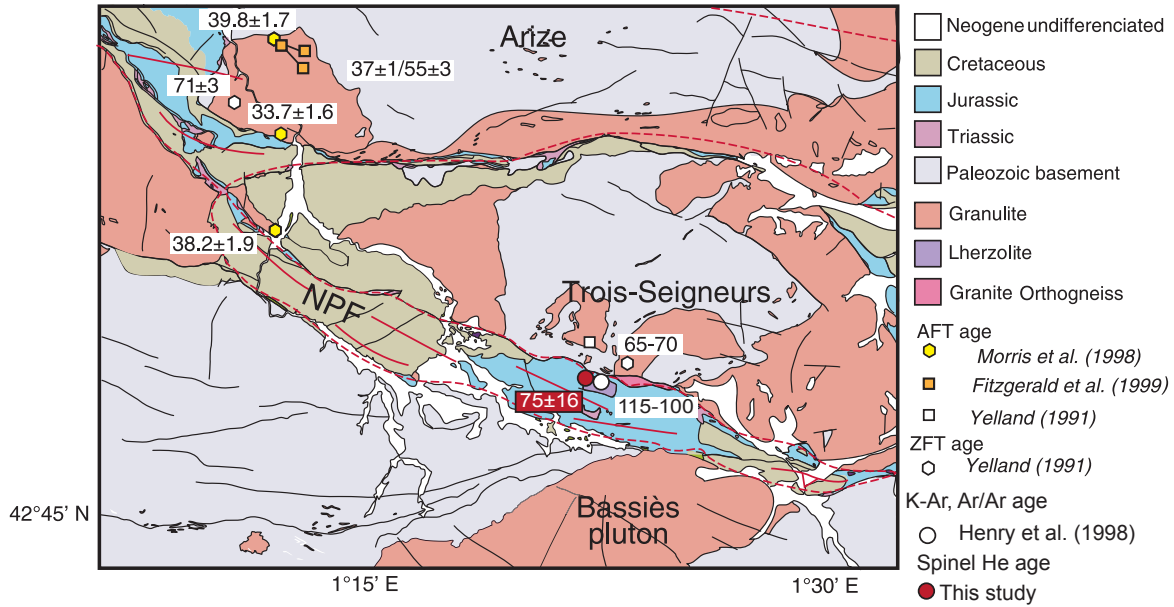 39.8±1.7
Arize
37±1/55±3
71±3
33.7±1.6
38.2±1.9
NPF
Trois-Seigneurs
65-70
75±16
115-100
Bassiès
pluton
42°45' N
1°15' E
1°30' E
Neogene undifferenciated
Cretaceous
Jurassic
Triassic
Paleozoic basement
Granulite
Lherzolite
Granite Orthogneiss
AFT age
Morris et al. (1998)
Fitzgerald et al. (1999)
Yelland (1991)
ZFT age
Yelland (1991)
K-Ar, Ar/Ar age
Henry et al. (1998)
Spinel He age
This study